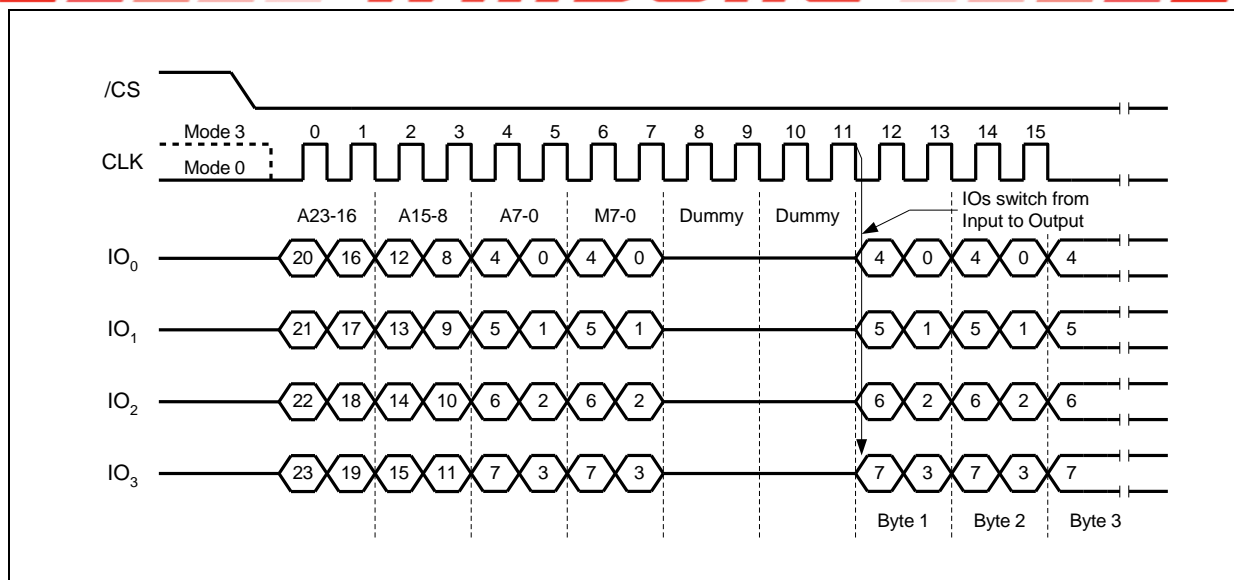 /CS
Mode 3
0 1 2 3 4 5 6 7 8 9 10 11 12 13 14 15
CLK
Mode 0
IOs switch from
Input to Output
A23-16 A15-8 A7-0 M7-0 Dummy Dummy
IO0 20 16 12 8 4 0 4 0 4 0 4 0 4
IO1 21 17 13 9 5 1 5 1 5 1 5 1 5
IO2 22 18 14 10 6 2 6 2 6 2 6 2 6
IO3 23 19 15 11 7 3 7 3 7 3 7 3 7
Byte 1 Byte 2 Byte 3